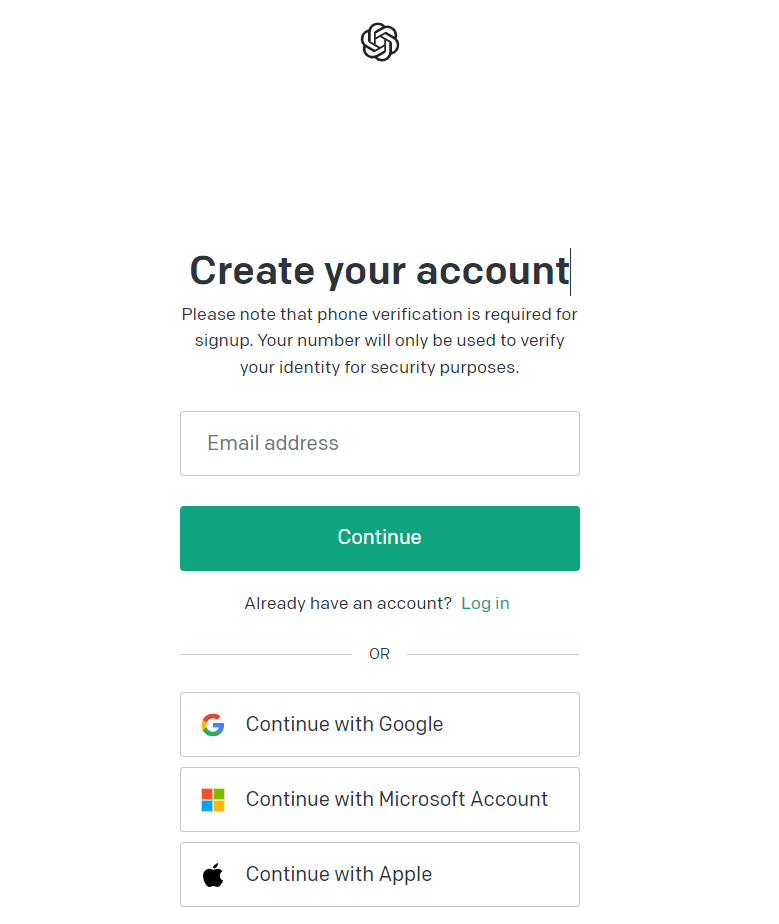 Create your account
Please note that phone verification is required for
signup. Your number will only be used to verify
your identity for security purposes.
Email address
Continue
Already have an account? Log in
OR
Continue with Google
Continue with Microsoft Account
Continue with Apple